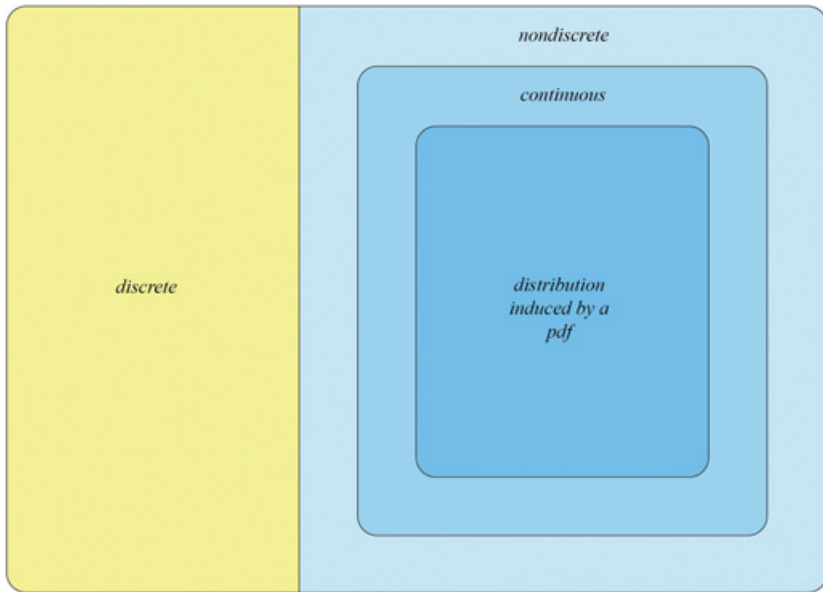 nondiscrete
continuous
discrete
distribution
induced by a
pdf